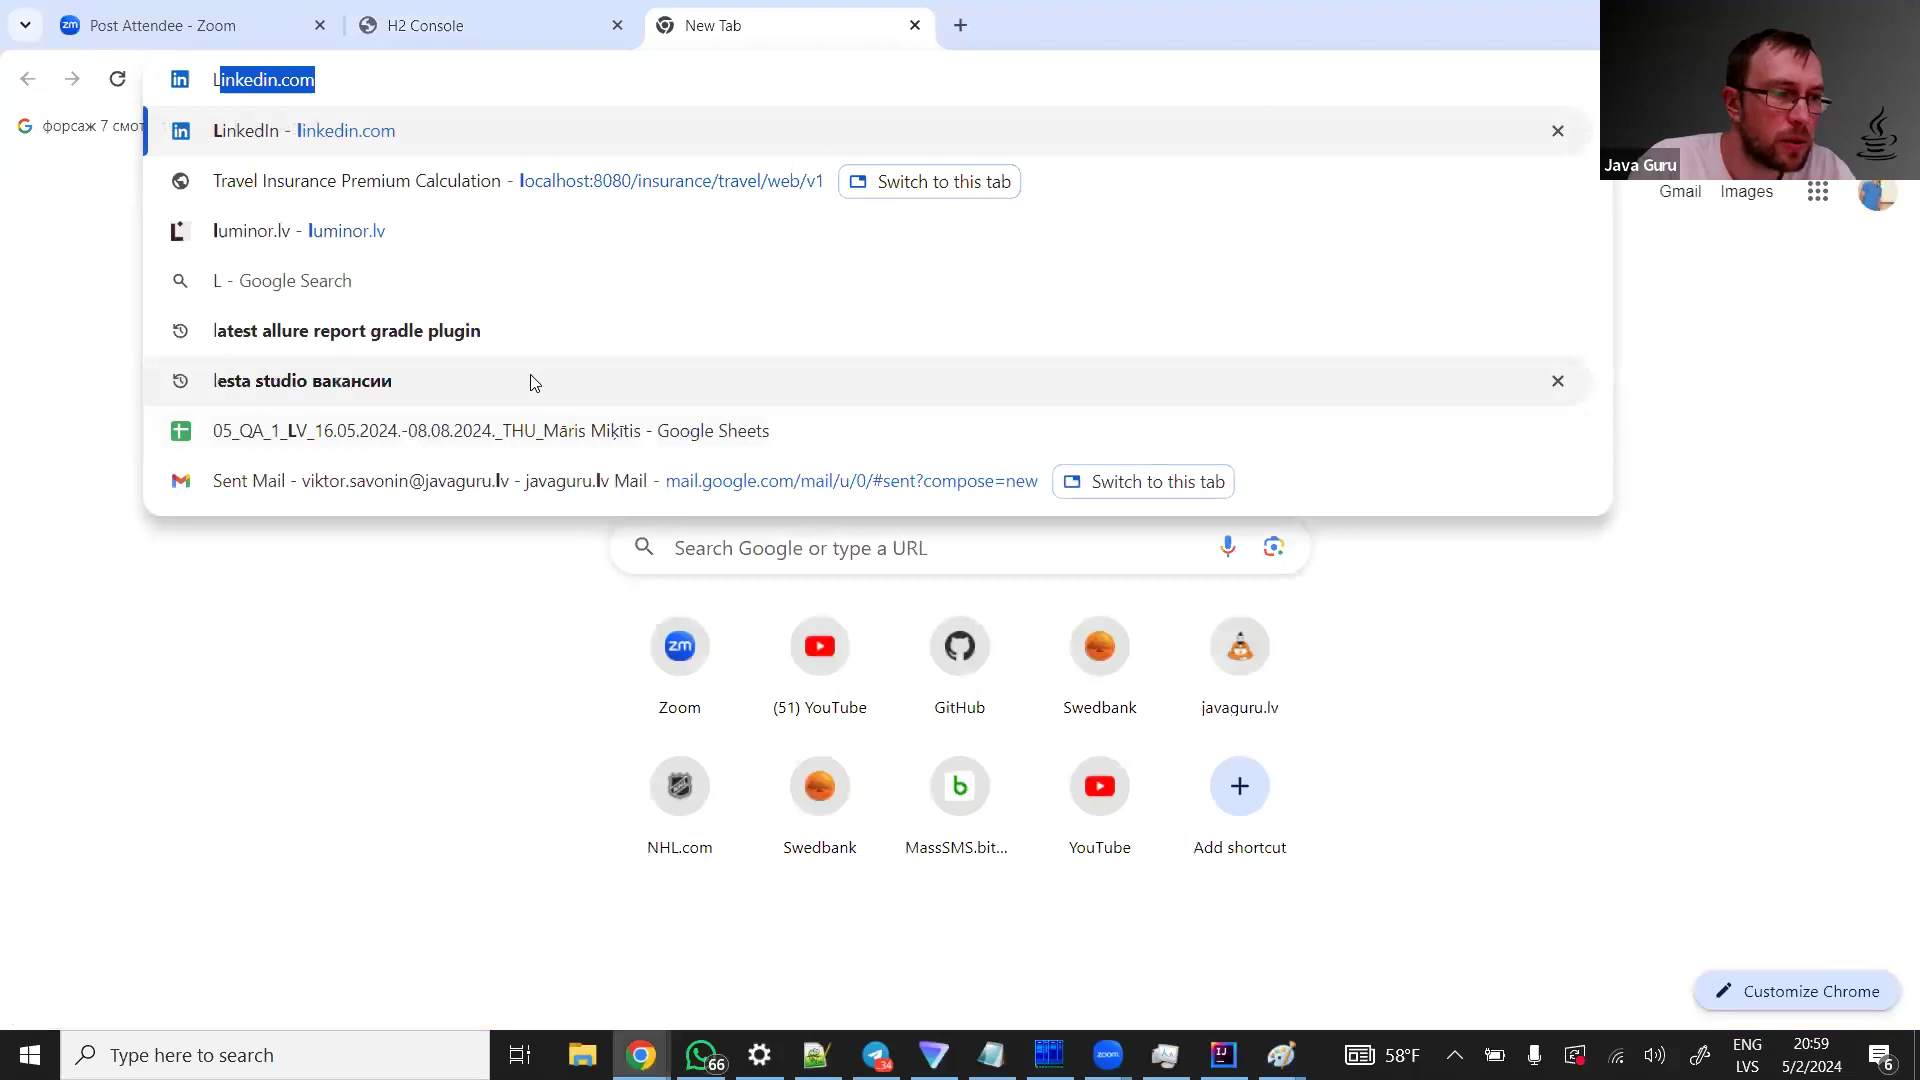 Post Attendee - Zoom
H2 Console
New Tab
Linkedin.com
форсаж 7 смот
LinkedIn - linkedin.com
Travel Insurance Premium Calculation - localhost:8080/insurance/travel/web/v1 Switch to this tab
luminor.lv - luminor.lv
L - Google Search
latest allure report gradle plugin
lesta studio вакансии
05_QA_1_LV_16.05.2024.-08.08.2024._THU_Māris Miķītis - Google Sheets
Sent Mail - viktor.savonin@javaguru.lv - javaguru.lv Mail - mail.google.com/mail/u/0/#sent?compose=new Switch to this tab
Java Guru
Gmail Images
Search Google or type a URL
zm
Zoom
(51) YouTube
GitHub
Swedbank
javaguru.lv
NHL.com
Swedbank
MassSMS.bit...
YouTube
Add shortcut
Customize Chrome
Type here to search
66
34
zoom
58°F
ENG
LVS
20:59
5/2/2024
6